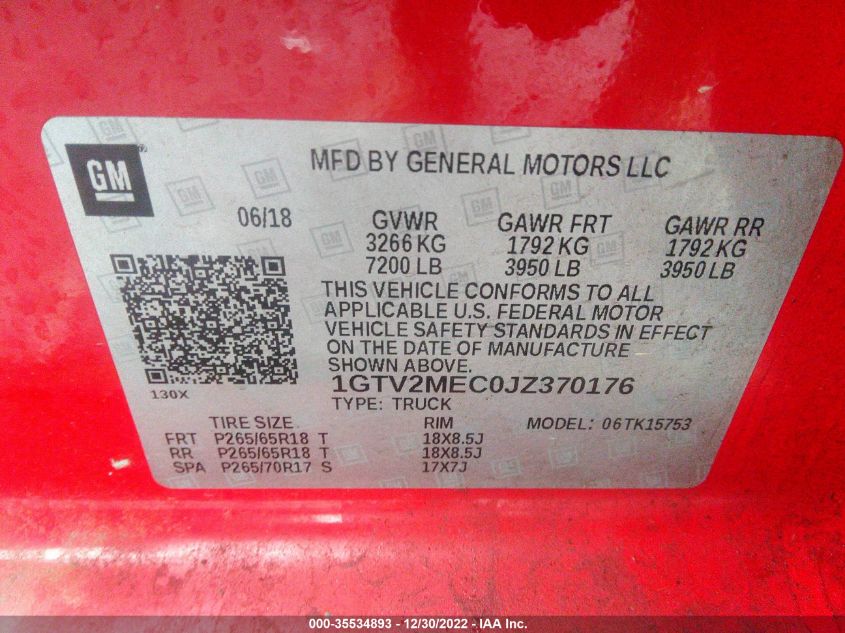 GM
MFD BY GENERAL MOTORS LLC
06/18
GVWR GAWR FRT GAWR RR
3266 KG 1792 KG 1792 KG
7200 LB 3950 LB 3950 LB
THIS VEHICLE CONFORMS TO ALL
APPLICABLE U.S. FEDERAL MOTOR
VEHICLE SAFETY STANDARDS IN EFFECT
ON THE DATE OF MANUFACTURE
SHOWN ABOVE.
130X
1GTV2MEC0JZ370176
TYPE: TRUCK
TIRE SIZE RIM MODEL: 06TK15753
FRT P265/65R18 T 18X8.5J
RR P265/65R18 T 18X8.5J
SPA P265/70R17 S 17X7J
000-35534893 - 12/30/2022 - IAA Inc.